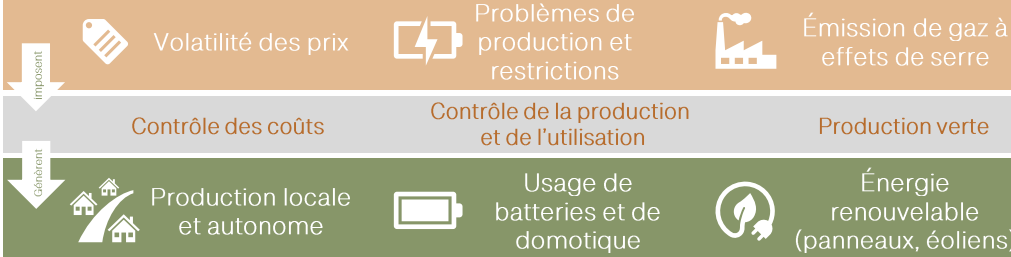 imposent
Volatilité des prix
Problèmes de
production et
restrictions
Émission de gaz à
effets de serre
Contrôle des coûts
Contrôle de la production
et de l'utilisation
Production verte
Génèrent
Production locale
et autonome
Usage de
batteries et de
domotique
Énergie
renouvelable
(panneaux, éoliens)